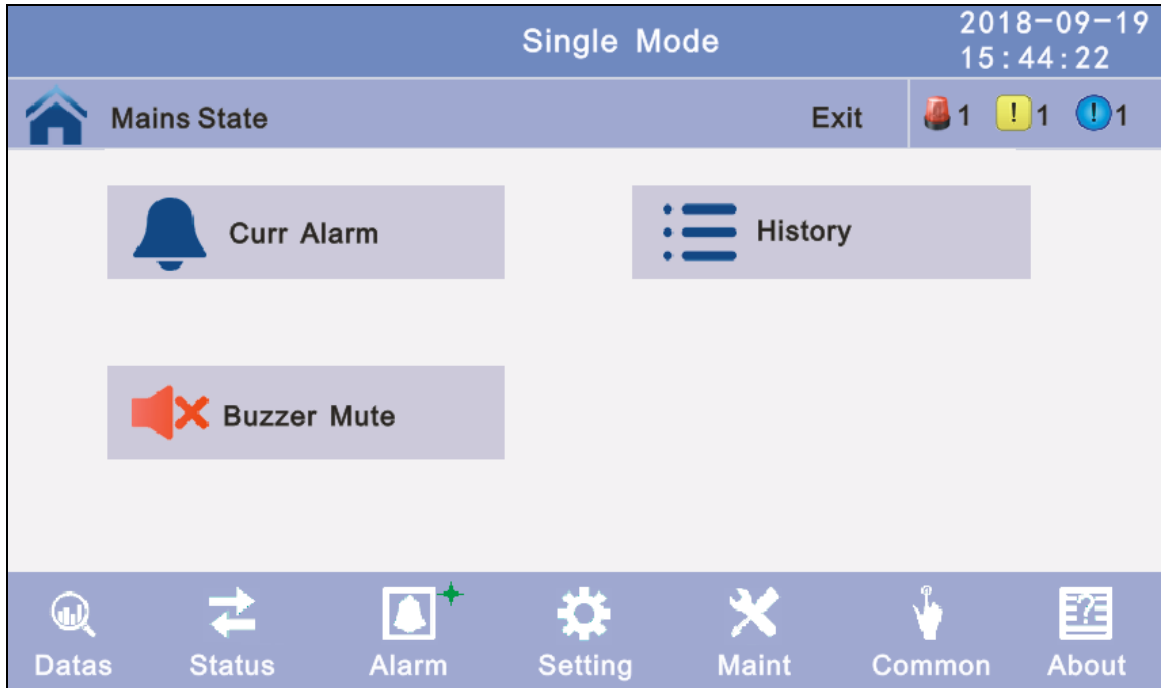 Single Mode
2018-09-19
15:44:22
Mains State
Exit
1
! 1
! 1
Curr Alarm
History
Buzzer Mute
Datas
Status
Alarm
Setting
Maint
Common
?
About